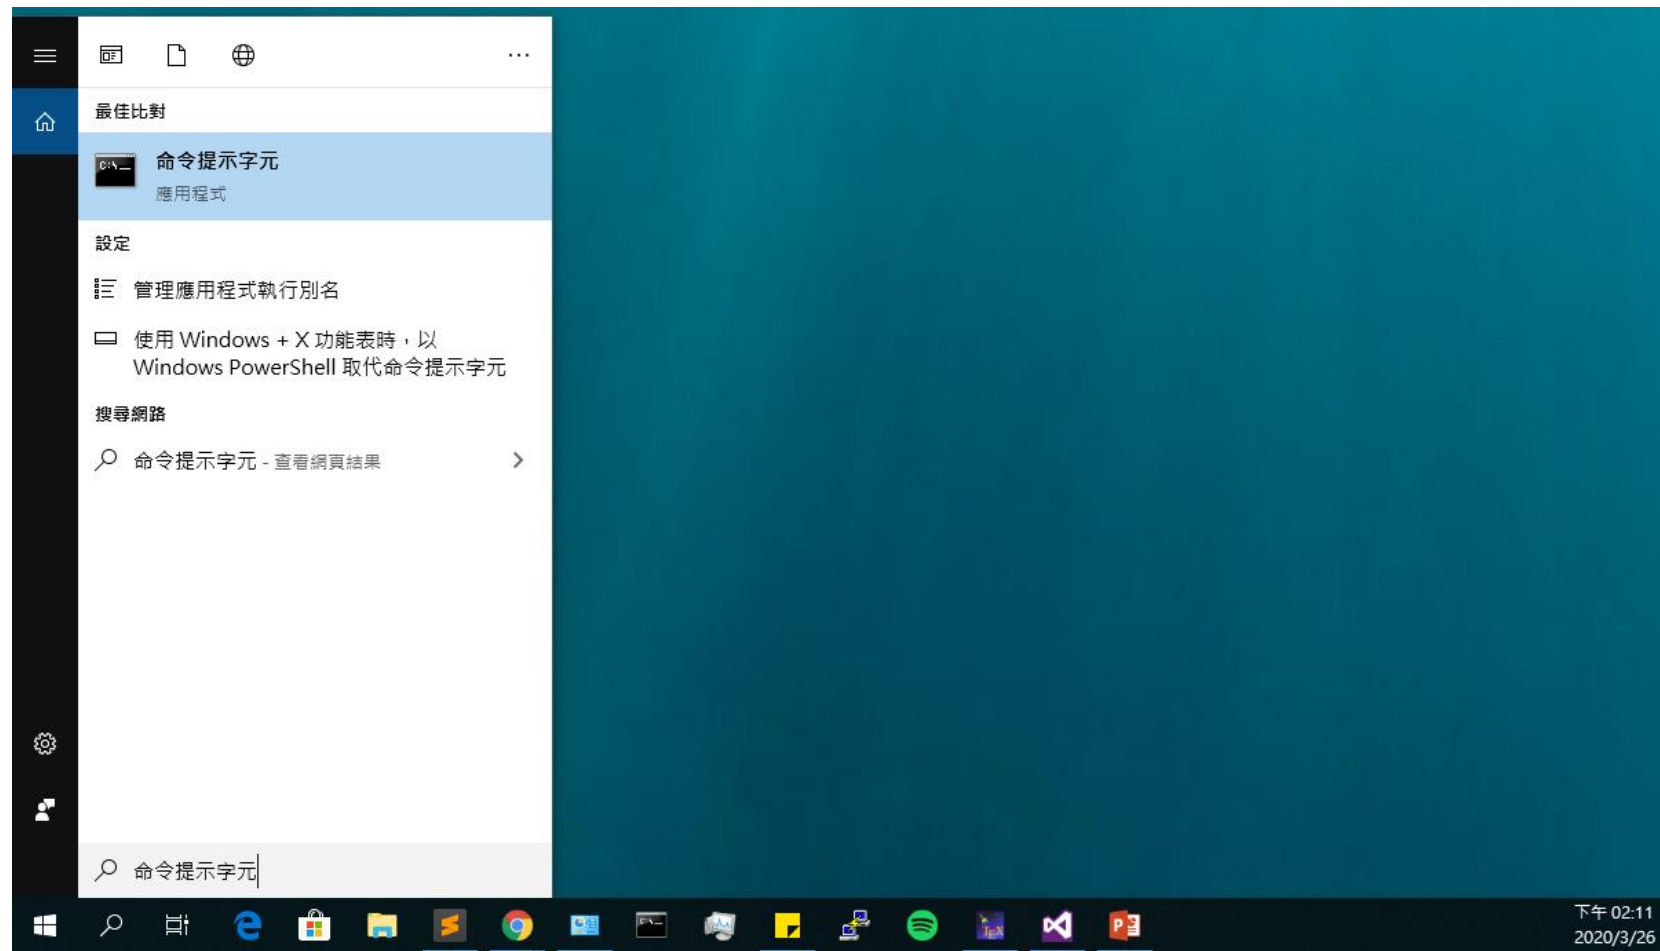 最佳比對
C:\_
命令提示字元
應用程式
設定
管理應用程式執行別名
使用 Windows + X 功能表時，以
Windows PowerShell 取代命令提示字元
搜尋網路
命令提示字元 - 查看網頁結果
命令提示字元
下午 02:11
2020/3/26